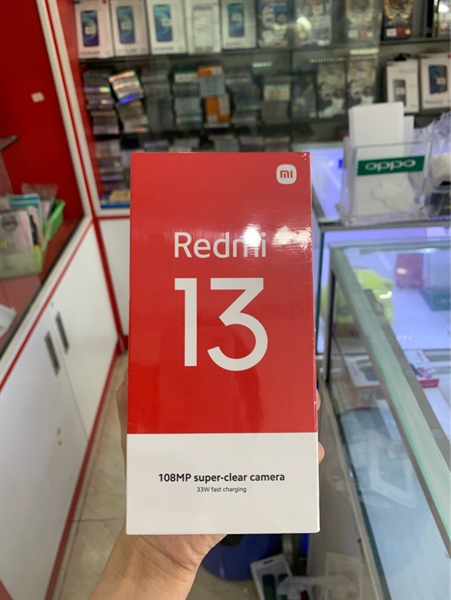 mi
Redmi
13
108MP super-clear camera
33W fast charging
oppo